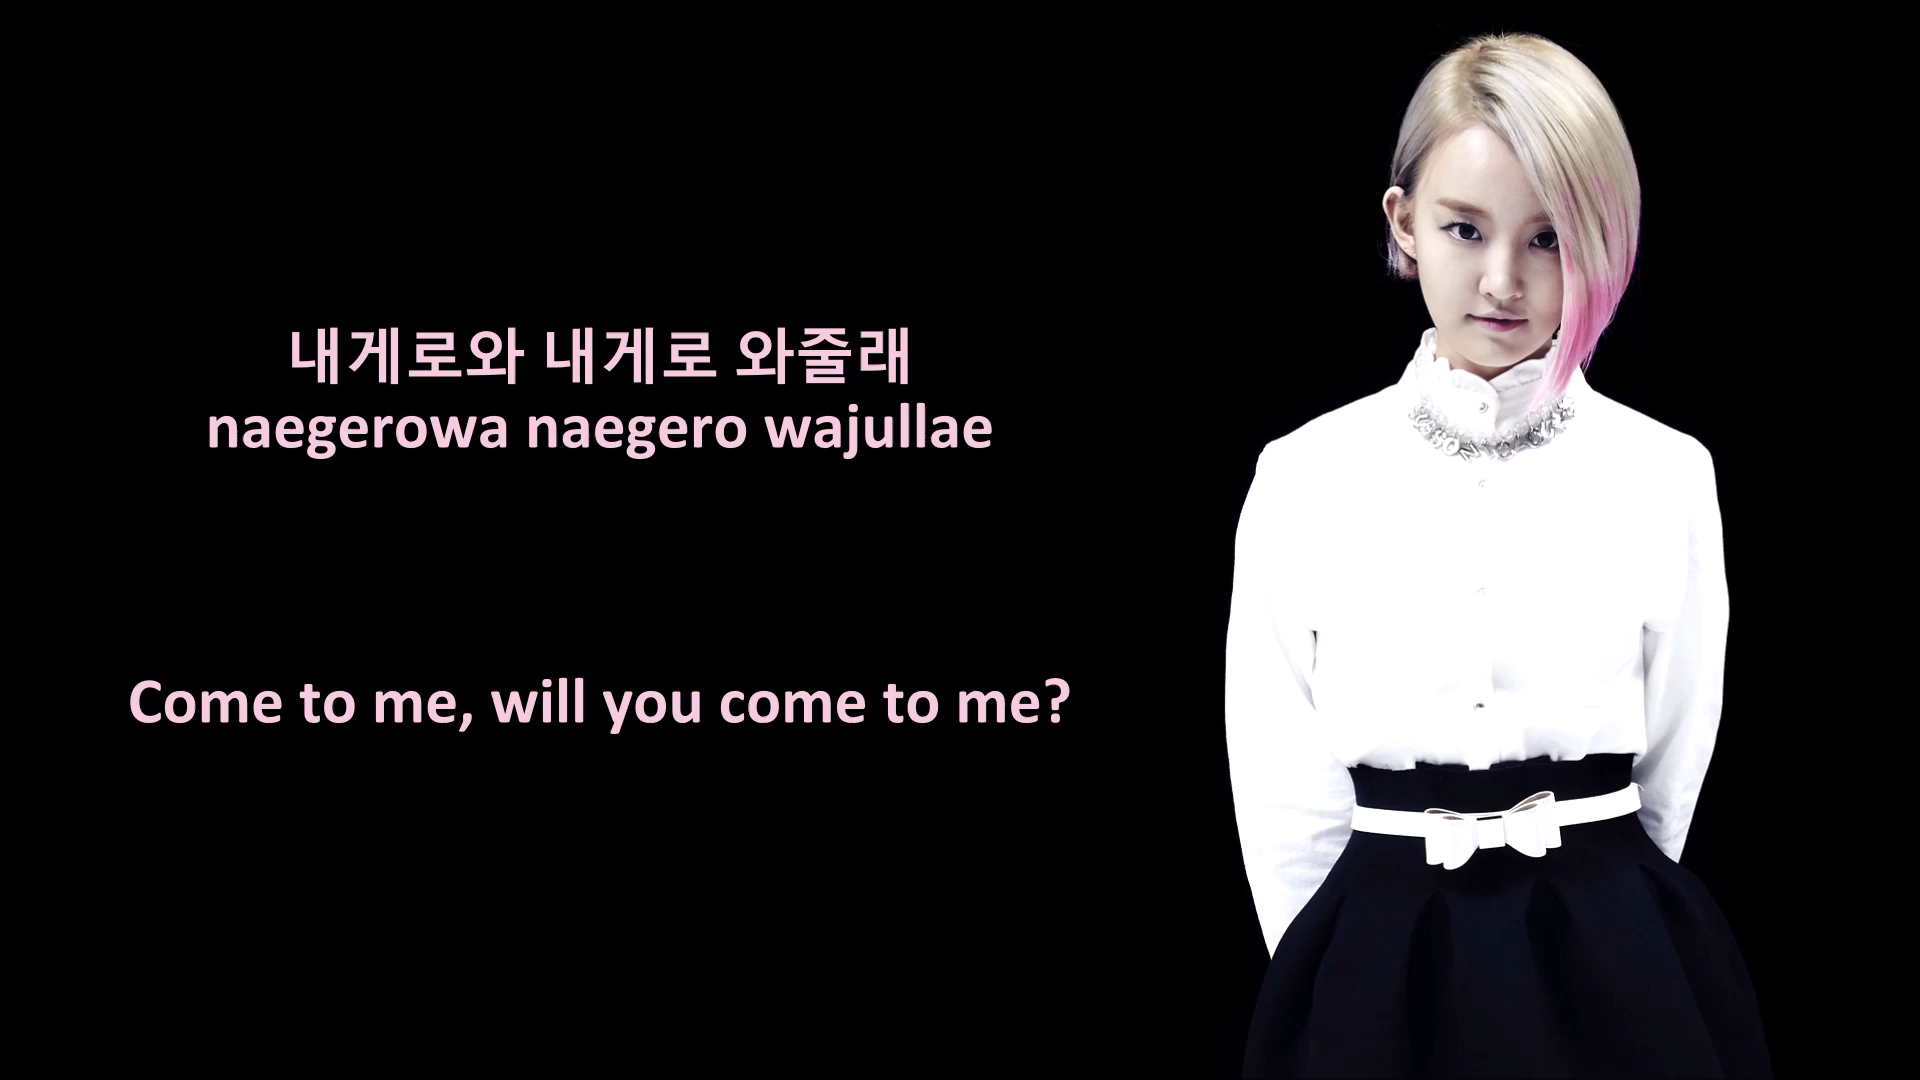 내게로와 내게로 와줄래
naegerowa naegero wajullae
Come to me, will you come to me?